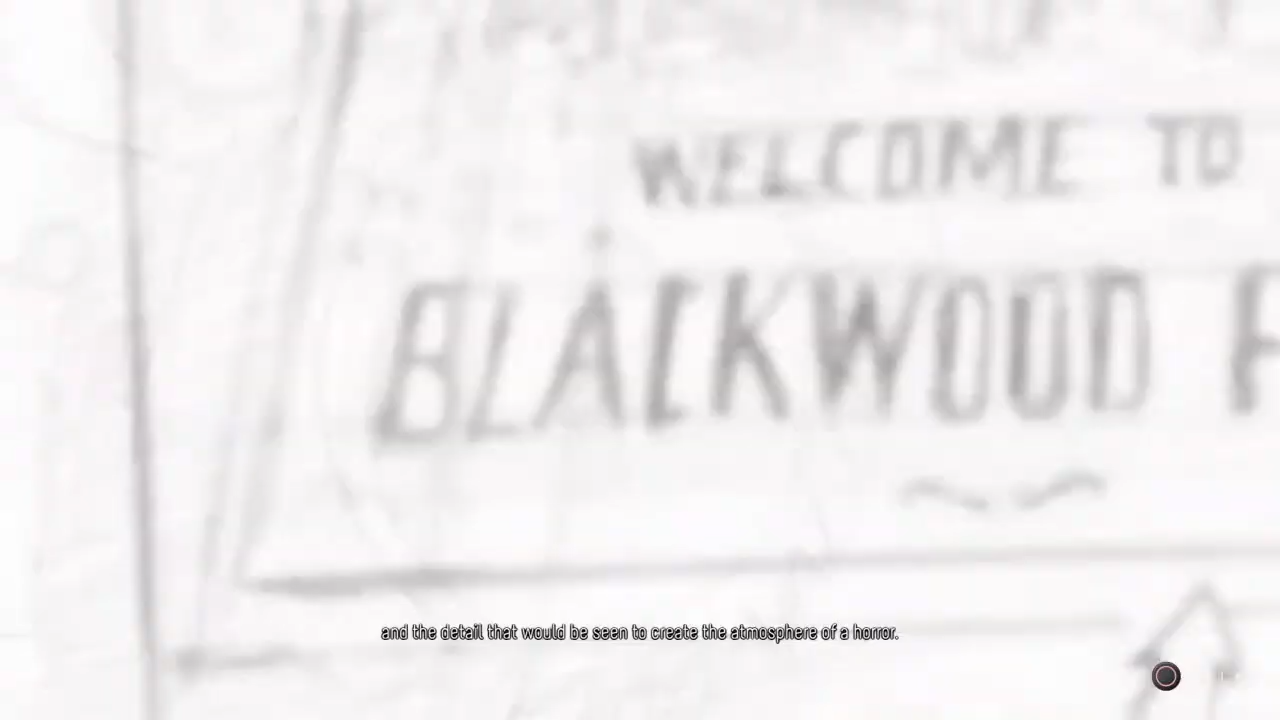 WELCOME TO
BLACKWOOD
and the detail that would be seen to create the atmosphere of a horror.